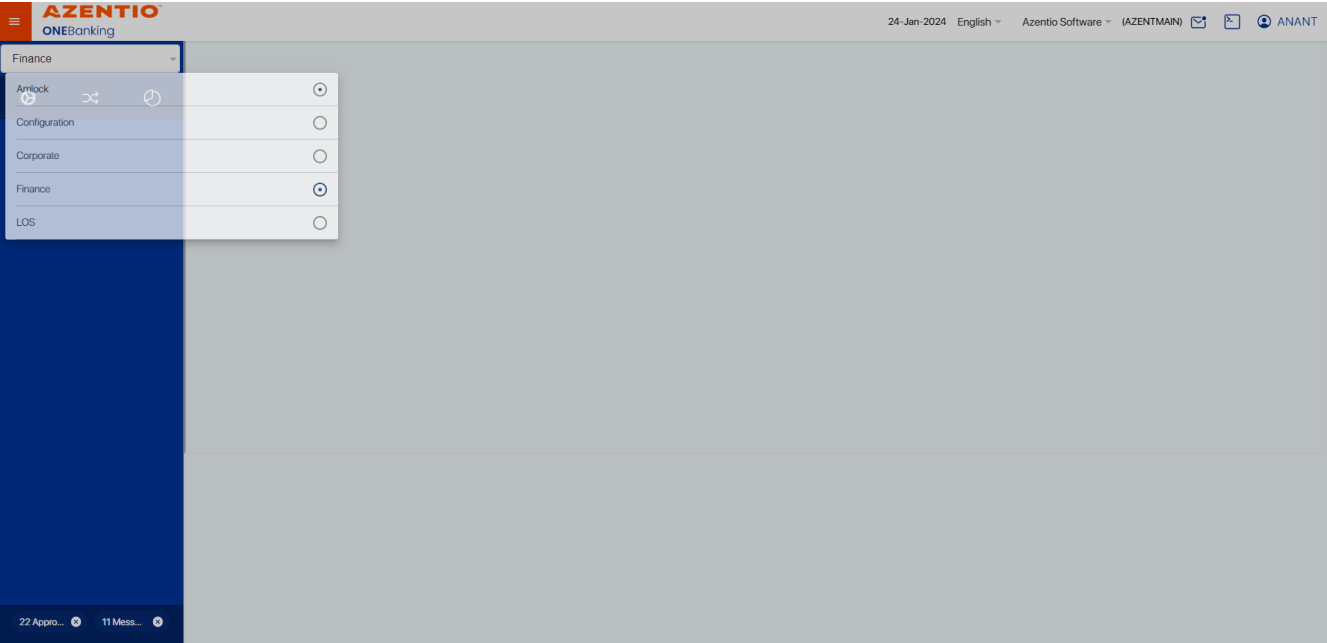 AZENTIO
ONEBanking
24-Jan-2024 English Azentio Software (AZENTMAIN) ANANT
Finance
Amlock
Configuration
Corporate
Finance
LOS
22 Appro... 11 Mess...